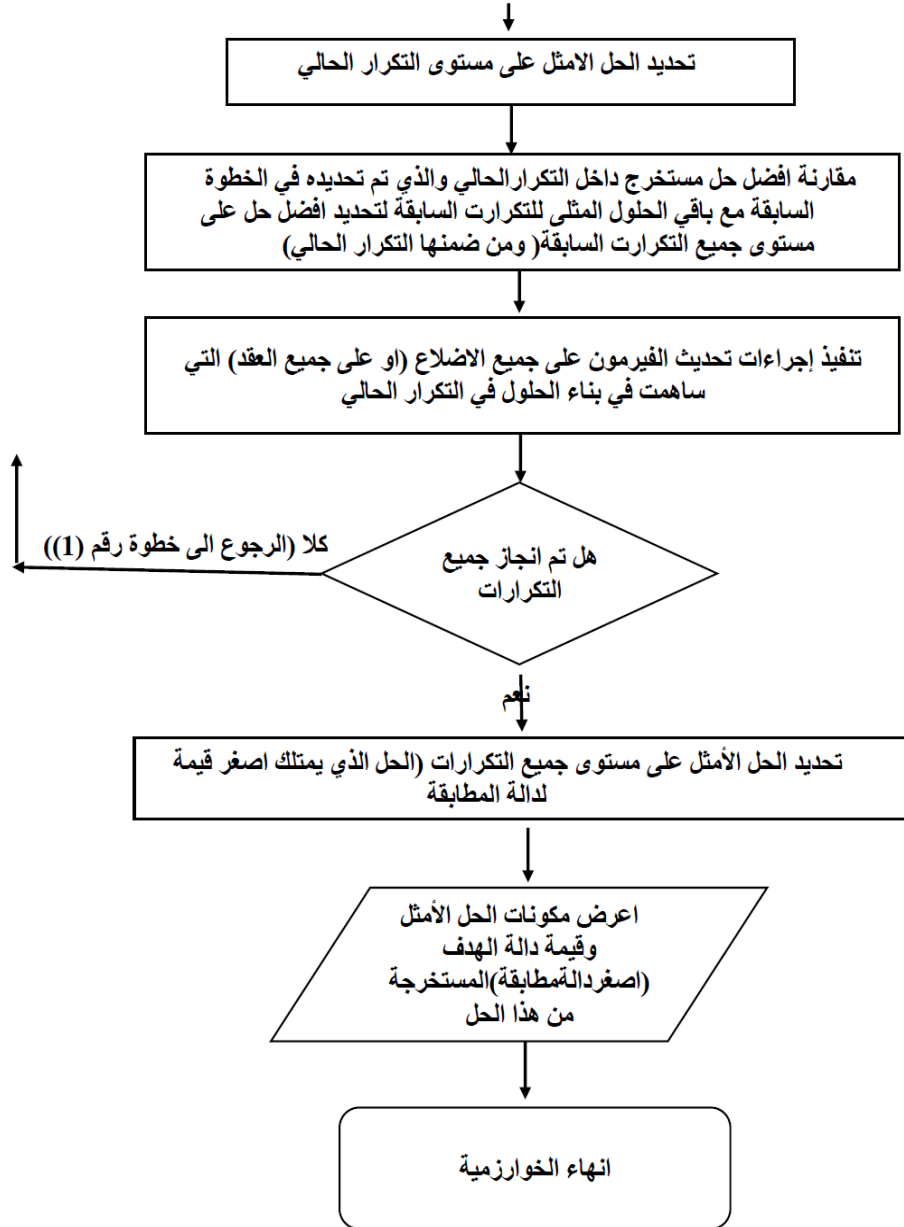 تحديد الحل الامثل على مستوى التكرار الحالي
مقارنة افضل حل مستخرج داخل التكرارالحالي والذي تم تحديده في الخطوة
السابقة مع باقي الحلول المثلى للتكرارت السابقة لتحديد افضل حل على
مستوى جميع التكرارت السابقة( ومن ضمنها التكرار الحالي)
تنفيذ إجراءات تحديث الفيرمون على جميع الاضلاع (او على جميع العقد) التي
ساهمت في بناء الحلول في التكرار الحالي
كلا (الرجوع الى خطوة رقم (1))
هل تم انجاز جميع
التكرارات
نعم
تحديد الحل الأمثل على مستوى جميع التكرارات (الحل الذي يمتلك اصغر قيمة
لدالة المطابقة
اعرض مكونات الحل الأمثل
وقيمة دالة الهدف
(اصغردالةمطابقة)المستخرجة
من هذا الحل
انهاء الخوارزمية